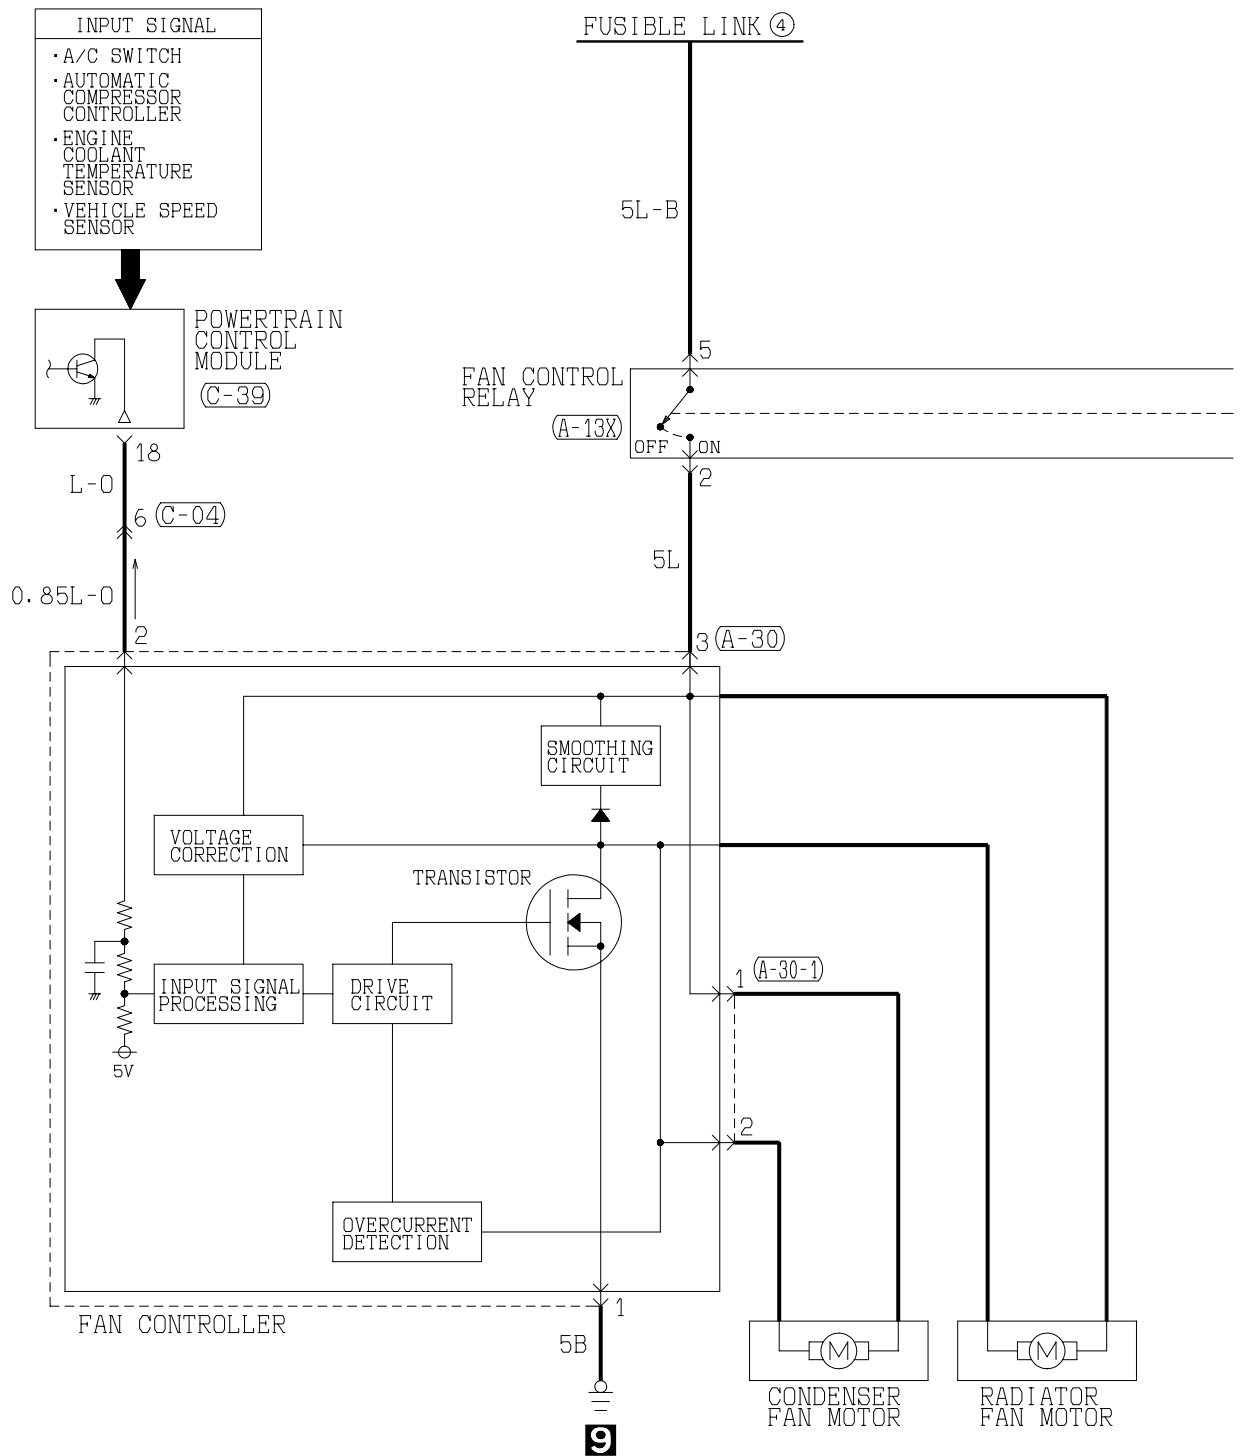 INPUT SIGNAL
・A/C SWITCH
・AUTOMATIC
COMPRESSOR
CONTROLLER
・ENGINE
COOLANT
TEMPERATURE
SENSOR
・VEHICLE SPEED
SENSOR
FUSIBLE LINK ④
5L-B
POWERTRAIN
CONTROL
MODULE
(C-39)
5
FAN CONTROL
RELAY
(A-13X)
OFF
ON
18
2
L-O
6 (C-04)
5L
0.85L-O
2
3 (A-30)
SMOOTHING
CIRCUIT
VOLTAGE
CORRECTION
TRANSISTOR
INPUT SIGNAL
PROCESSING
DRIVE
CIRCUIT
1 (A-30-1)
5V
2
OVERCURRENT
DETECTION
1
FAN CONTROLLER
5B
CONDENSER
FAN MOTOR
M
RADIATOR
FAN MOTOR
M
9